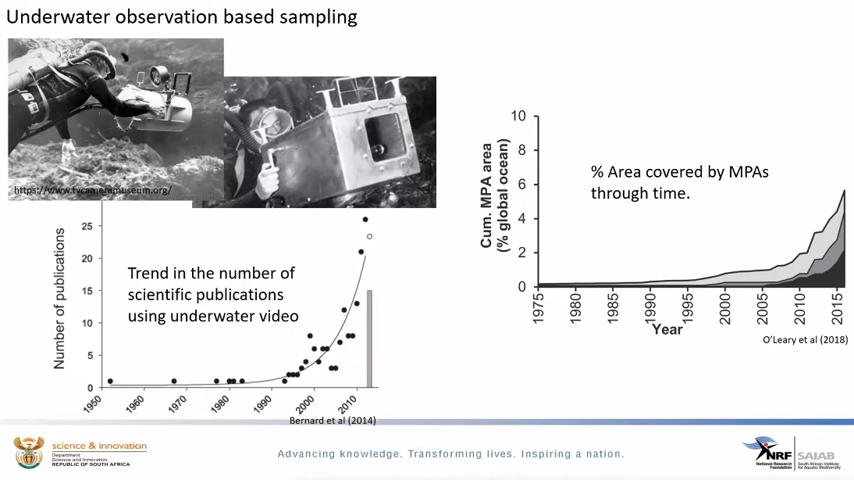 Underwater observation based sampling
https://www.tvcameramuseum.org/
Number of publications
25
20
15
10
5
0
Trend in the number of
scientific publications
using underwater video
1950
1960
1970
1980
1990
2000
2010
Bernard et al (2014)
Cum. MPA area
(% global ocean)
10
8
6
4
2
0
% Area covered by MPAs
through time.
1975
1980
1985
1990
1995
2000
2005
2010
2015
Year
O'Leary et al (2018)
science & innovation
Department
Science and Innovation
REPUBLIC OF SOUTH AFRICA
Advancing knowledge. Transforming lives. Inspiring a nation.
NRF
National Research
Foundation
SAIAB
South African Institute
for Aquatic Biodiversity